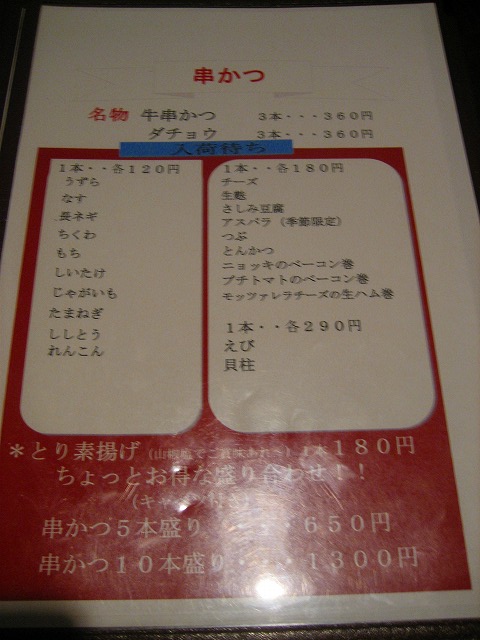 串かつ
名物 牛串かつ 3本・・・360円
ダチョウ 3本・・・360円
入荷待ち
1本・・各120円
うずら
なす
長ネギ
ちくわ
もち
しいたけ
じゃがいも
たまねぎ
ししとう
れんこん
1本・・各180円
チーズ
生麩
さしみ豆腐
アスパラ（季節限定）
つぶ
とんかつ
ニョッキのベーコン巻
プチトマトのベーコン巻
モッツァレラチーズの生ハム巻
1本・・各290円
えび
貝柱
＊とり素揚げ 1本180円
ちょっとお得な盛り合わせ！！
串かつ5本盛り・・・650円
串かつ10本盛り・・・1300円